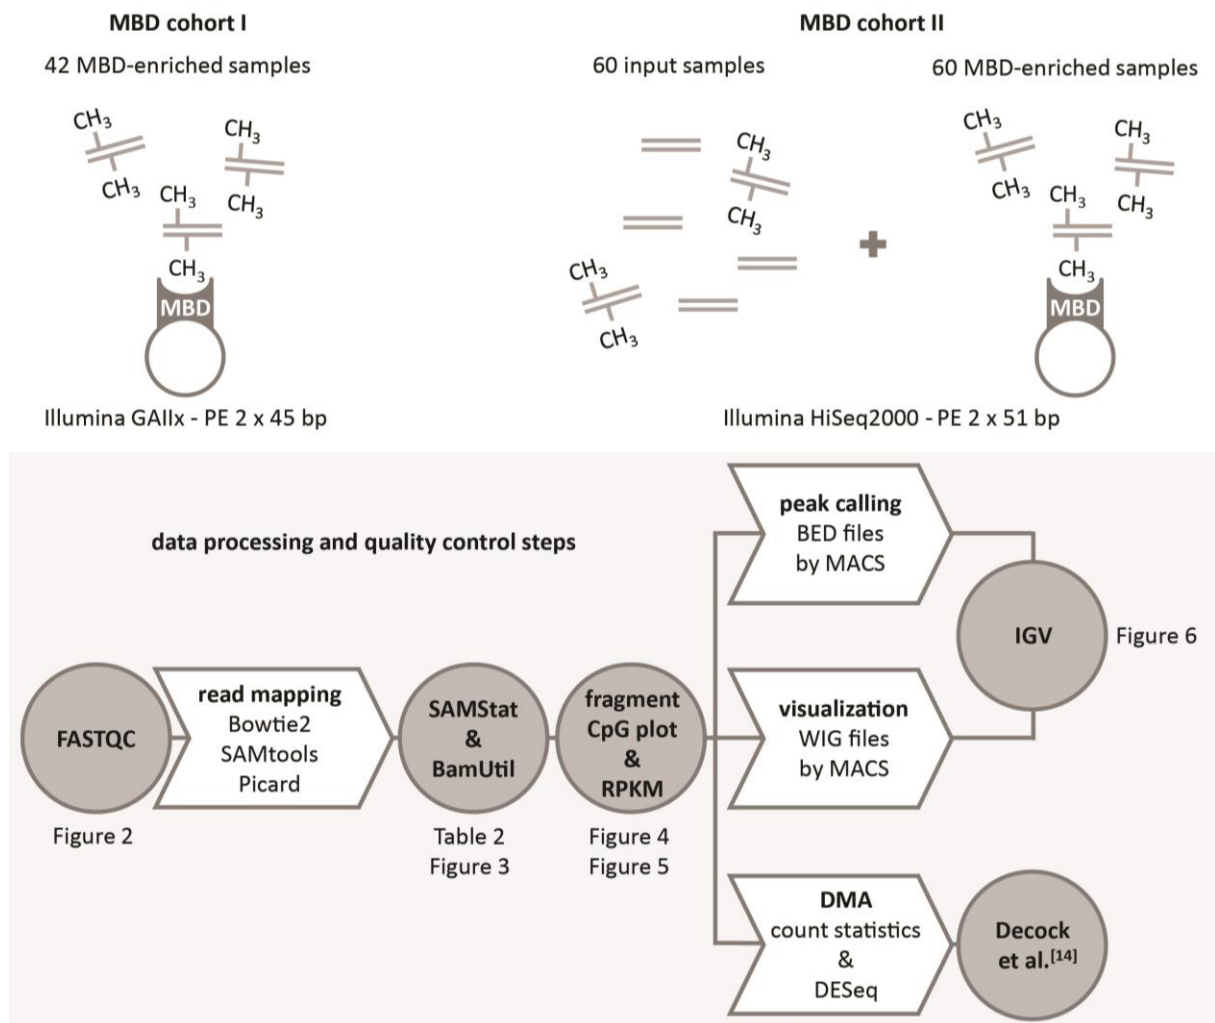 MBD cohort I
42 MBD-enriched samples
CH3
CH3
CH3
CH3
CH3
CH3
MBD
Illumina GAIIx - PE 2 x 45 bp
MBD cohort II
60 input samples
60 MBD-enriched samples
CH3
CH3
CH3
CH3
+
CH3
CH3
CH3
CH3
CH3
CH3
MBD
Illumina HiSeq2000 - PE 2 x 51 bp
data processing and quality control steps
FASTQC
Figure 2
read mapping
Bowtie2
SAMtools
Picard
SAMStat
&
BamUtil
Table 2
Figure 3
fragment
CpG plot
&
RPKM
Figure 4
Figure 5
peak calling
BED files
by MACS
visualization
WIG files
by MACS
IGV
Figure 6
DMA
count statistics
&
DESeq
Decock
et al.[14]